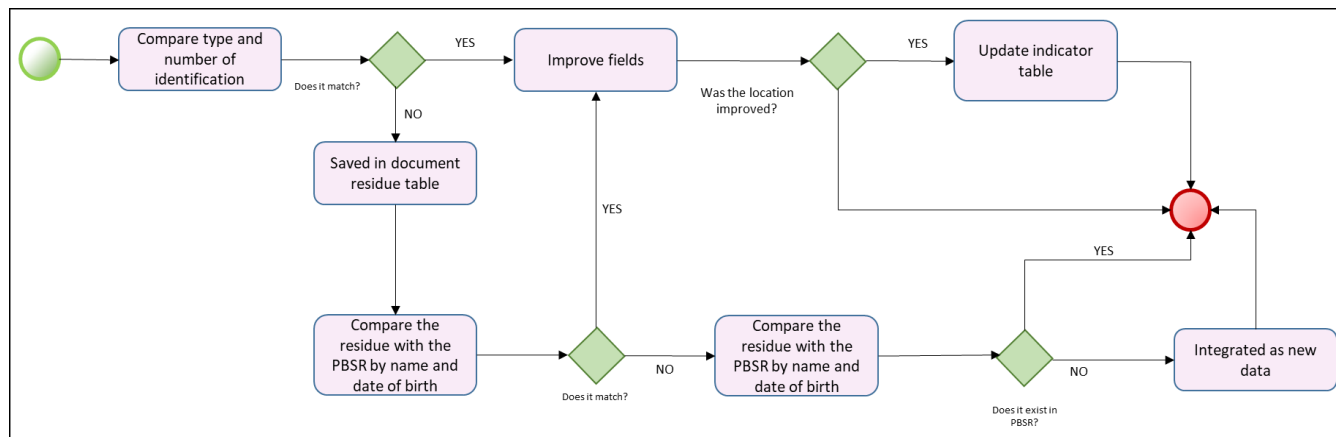 Compare type and
number of
identification
Does it match?
YES
NO
Improve fields
Was the location
improved?
YES
Update indicator
table
Saved in document
residue table
YES
YES
Compare the
residue with the
PBSR by name and
date of birth
Does it match?
NO
Compare the
residue with the
PBSR by name and
date of birth
Does it exist in
PBSR?
NO
Integrated as new
data